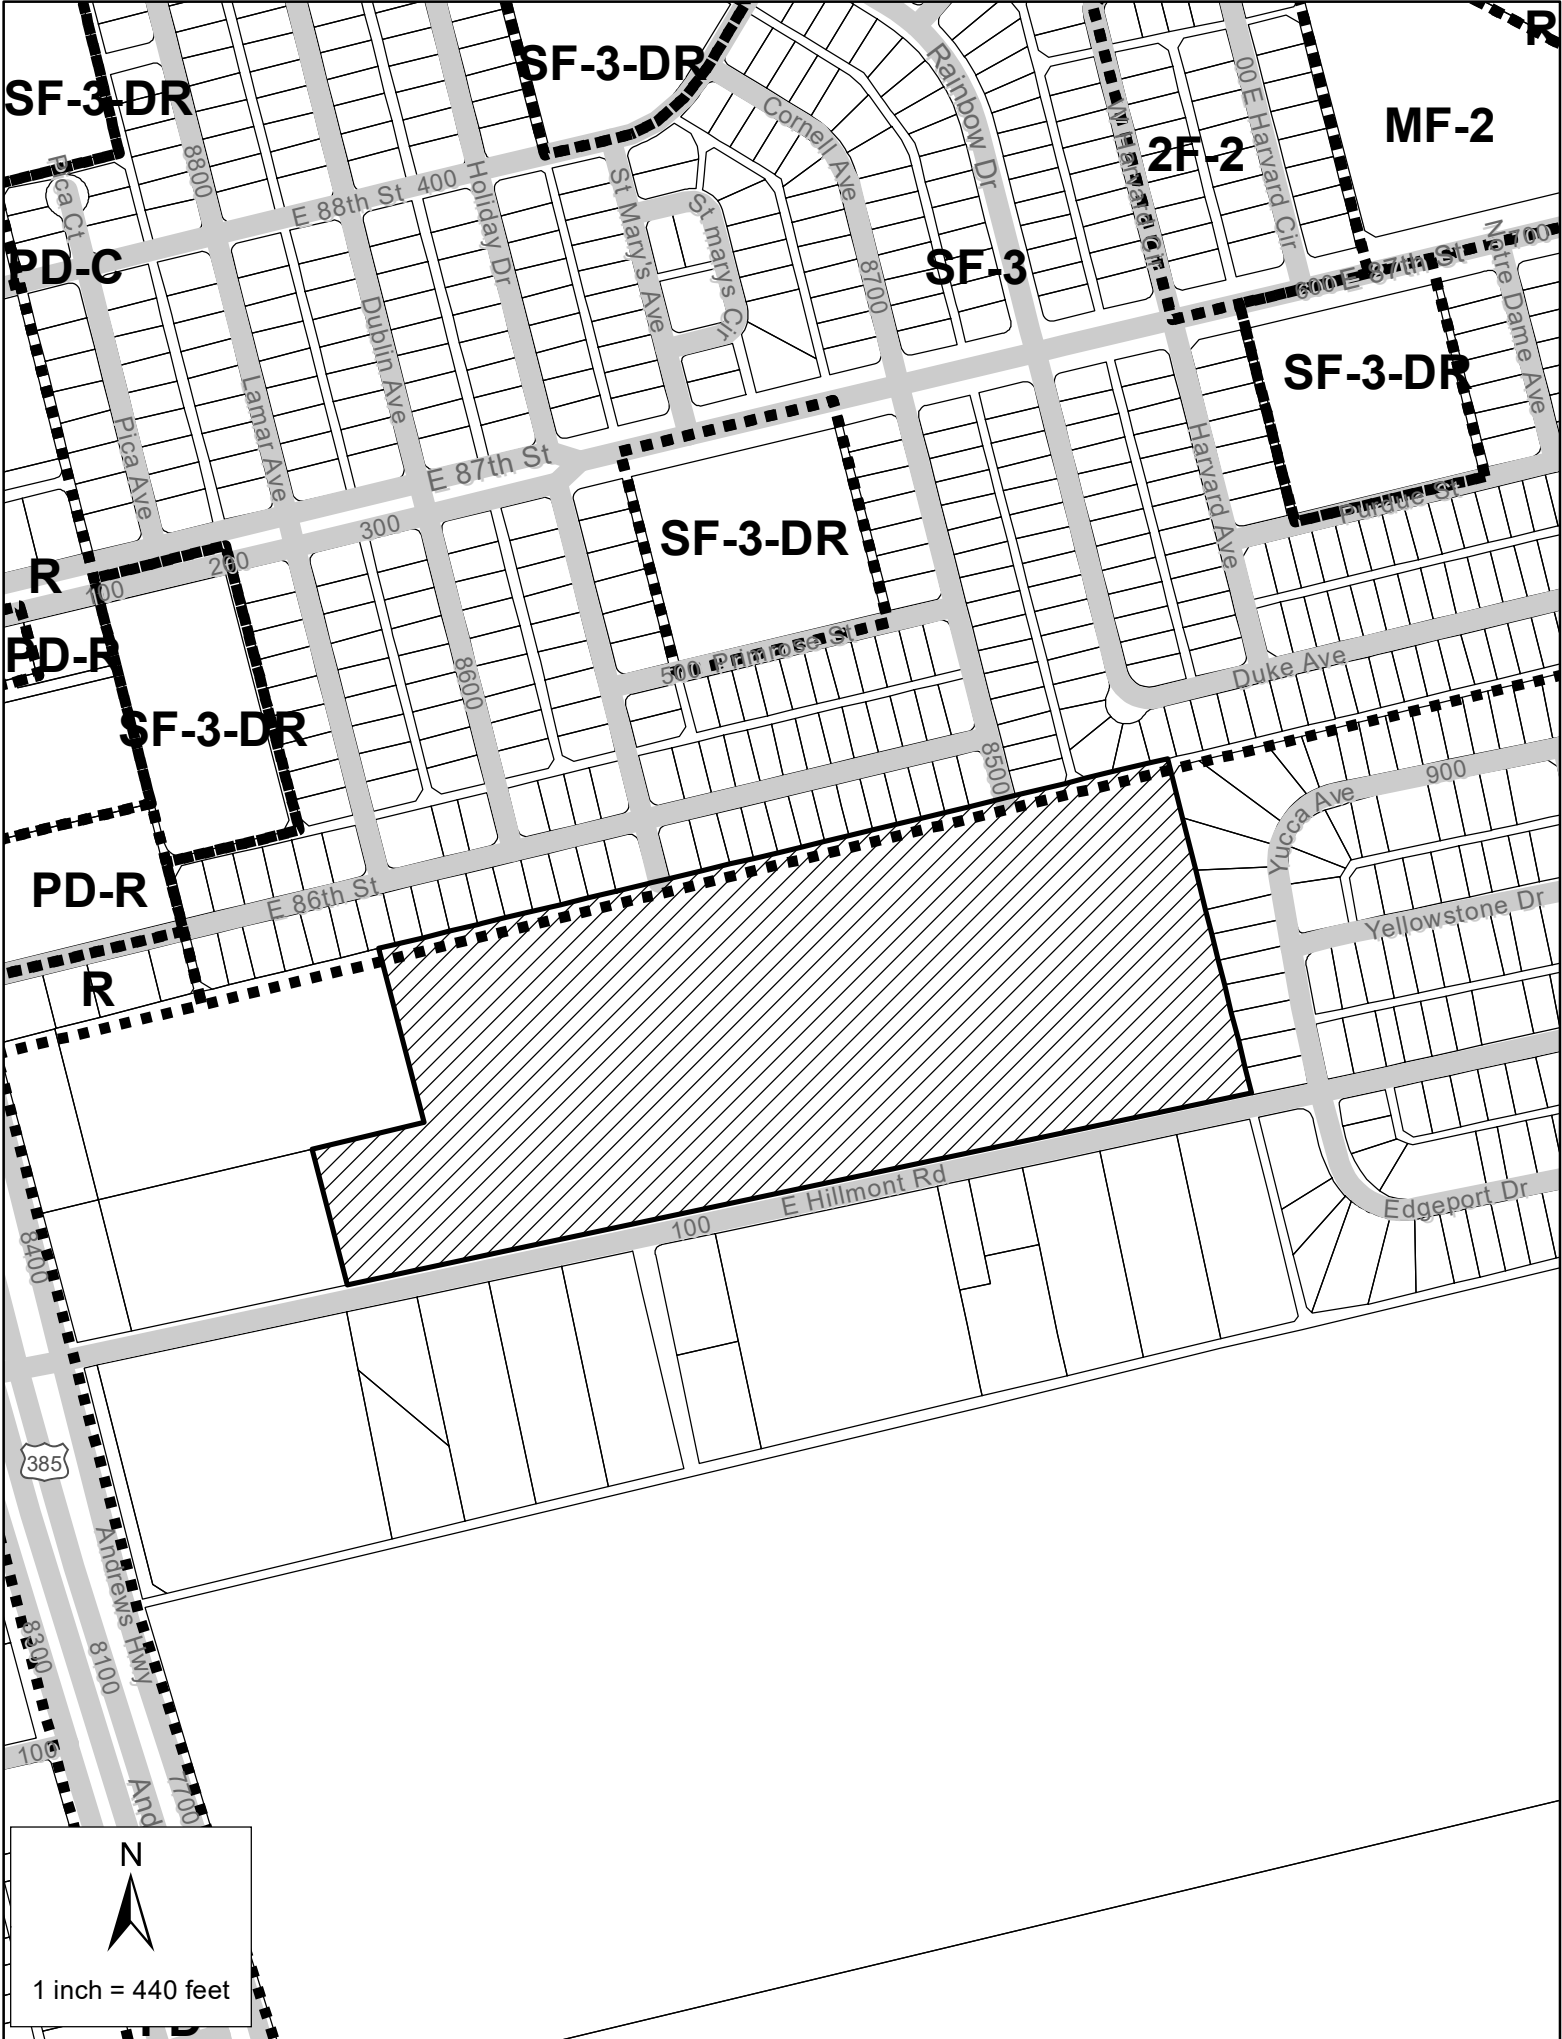 R
SF-3-DR
SF-3-DR
MF-2
Rainbow Dr
Cornell Ave
00 E Harvard Cir
W Harvard Cir
2F-2
8800
Pica Ct
E 88th St
400
Holiday Dr
St Mary's Ave
St marys Cir
PD-C
SF-3
8700
600
E 87th St
700
Notre Dame Ave
Dublin Ave
Lamar Ave
Pica Ave
SF-3-DR
Harvard Ave
E 87th St
300
200
100
R
SF-3-DR
Purdue St
PD-R
500 Primrose St
8600
Duke Ave
SF-3-DR
8500
900
Yucca Ave
PD-R
E 86th St
Yellowstone Dr
R
E Hillmont Rd
100
Edgeport Dr
8400
385
Andrews Hwy
8300
8100
100
7700
And
N
1 inch = 440 feet